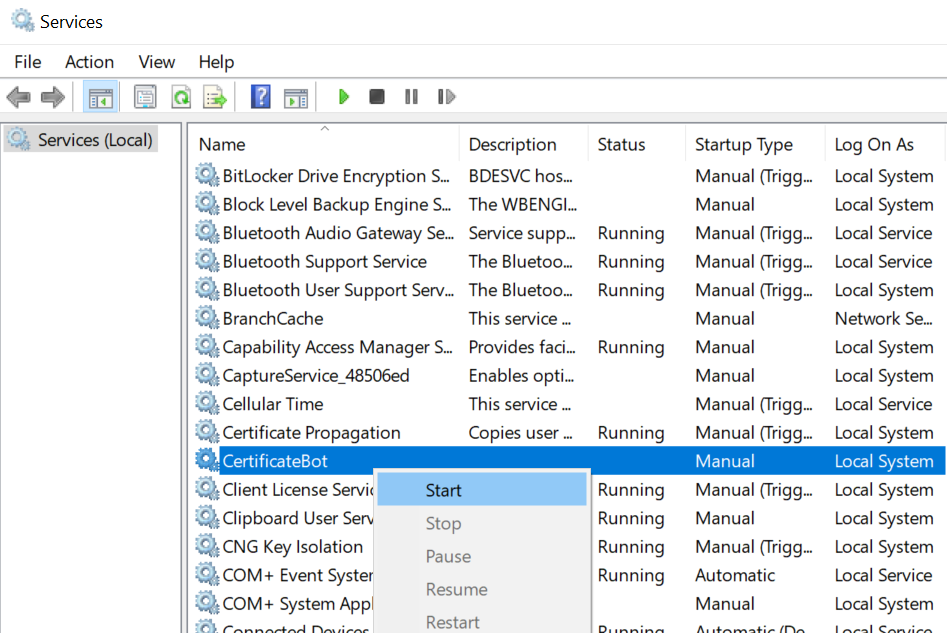 Services
File Action View Help
Services (Local)
Name Description Status Startup Type Log On As
BitLocker Drive Encryption S... BDESVC hos... Manual (Trigg... Local System
Block Level Backup Engine S... The WBENGI... Manual Local System
Bluetooth Audio Gateway Se... Service supp... Running Manual (Trigg... Local Service
Bluetooth Support Service The Bluetoo... Running Manual (Trigg... Local Service
Bluetooth User Support Serv... The Bluetoo... Running Manual (Trigg... Local System
BranchCache This service ... Manual Network Se...
Capability Access Manager S... Provides faci... Running Manual Local System
CaptureService_48506ed Enables opti... Manual Local System
Cellular Time This service ... Manual (Trigg... Local Service
Certificate Propagation Copies user ... Running Manual (Trigg... Local System
CertificateBot Manual Local System
Client License Servic Start Running Manual (Trigg... Local System
Clipboard User Serv Stop Running Manual Local System
CNG Key Isolation Pause Running Manual (Trigg... Local System
COM+ Event System Resume Running Automatic Local Service
COM+ System Appl Manual Local System
Connected Devices Restart Running Automatic (De... Local Service